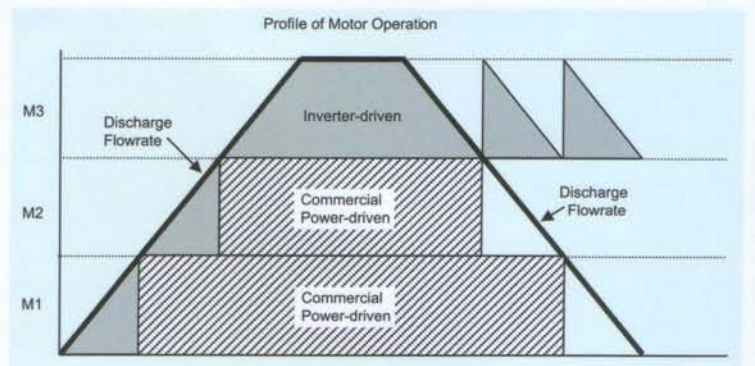 Profile of Motor Operation
M3
Discharge
Flowrate
Inverter-driven
M2
Commercial
Power-driven
Discharge
Flowrate
M1
Commercial
Power-driven